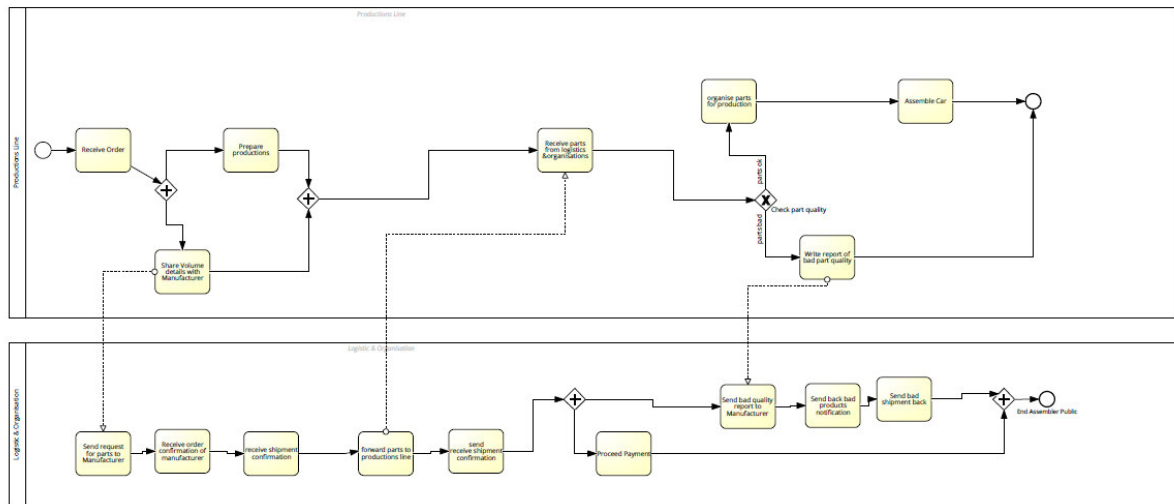 Productions Line
Productions Line
Receive Order
Prepare
productions
Share Volume
details with
Manufacturer
Receive parts
from logistics
&organisations
organise parts
for production
Assemble Car
parts ok
Check part quality
parts bad
Write report of
bad part quality
Logistic & Organisation
Logistic & Organisation
Send request
for parts to
Manufacturer
Receive order
confirmation of
manufacturer
receive shipment
confirmation
forward parts to
productions line
send
receive shipment
confirmation
Proceed Payment
Send bad quality
report to
Manufacturer
Send back bad
products
notification
Send bad
shipment back
End Assembler Public